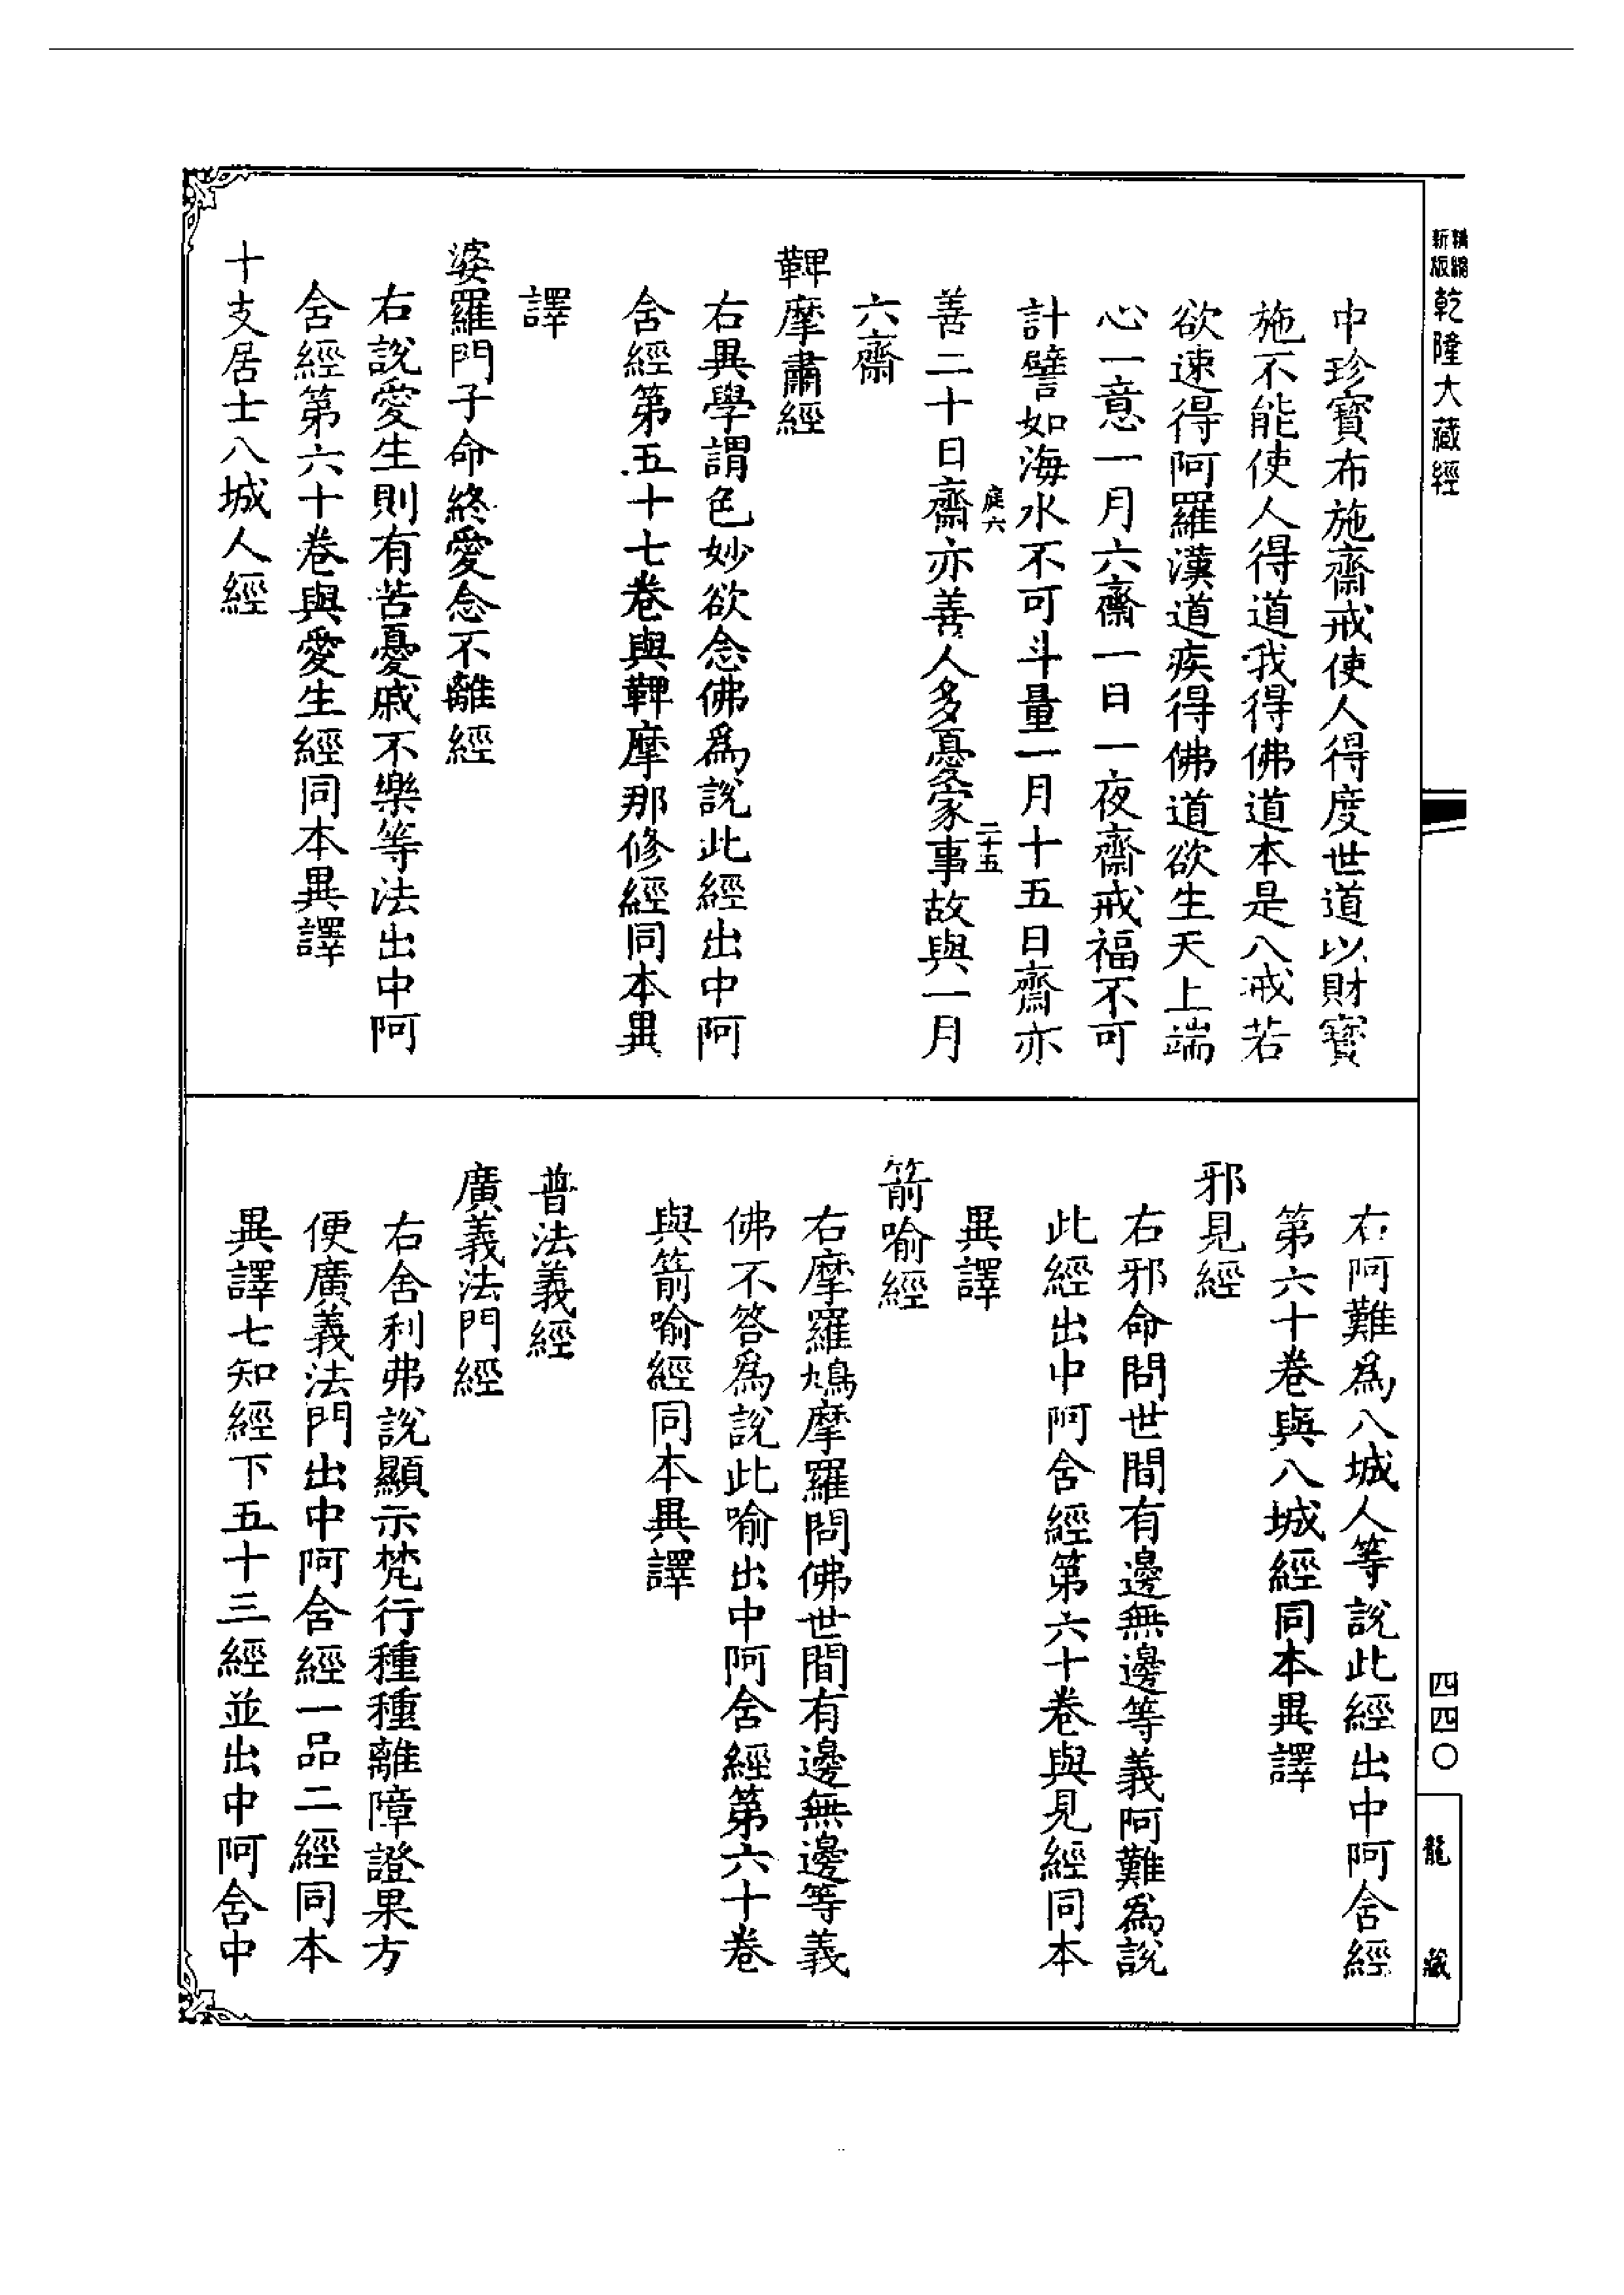 精縮新版乾隆大藏經
中珍寶布施齋戒使人得度世道以財寶
施不能使人得道我得佛道本是八戒若
欲速得阿羅漢道疾得佛道欲生天上端
心一意一月六齋一日一夜齋戒福不可
計譬如海水不可斗量一月十五日齋亦
庭六 二十五
善二十日齋亦善人多憂家事故與一月
六齋
鞞摩肅經
右異學謂色妙欲念佛爲說此經出中阿
含經第五十七卷與鞞摩那修經同本異
譯
婆羅門子命終愛念不離經
右說愛生則有苦憂慼不樂等法出中阿
含經第六十卷與愛生經同本異譯
十支居士八城人經
右阿難爲八城人等說此經出中阿含經
第六十卷與八城經同本異譯
邪見經
右邪命問世間有邊無邊等義阿難爲說
此經出中阿含經第六十卷與見經同本
異譯
箭喻經
右摩羅鳩摩羅問佛世間有邊無邊等義
佛不答爲說此喻出中阿含經第六十卷
與箭喻經同本異譯
普法義經
廣義法門經
右舍利弗說顯示梵行種種離障證果方
便廣義法門出中阿含經一品二經同本
異譯七知經下五十三經並出中阿含中
四四〇
龍藏